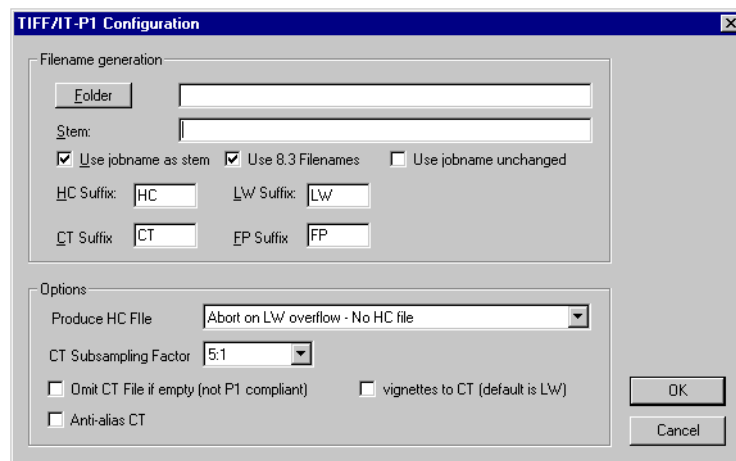 TIFF/IT-P1 Configuration
Filename generation
Folder
Stem:
Use jobname as stem Use 8.3 Filenames Use jobname unchanged
HC Suffix: HC LW Suffix: LW
CT Suffix CT FP Suffix FP
Options
Produce HC FIle Abort on LW overflow - No HC file
CT Subsampling Factor 5:1
Omit CT File if empty (not P1 compliant) vignettes to CT (default is LW)
OK
Anti-alias CT
Cancel